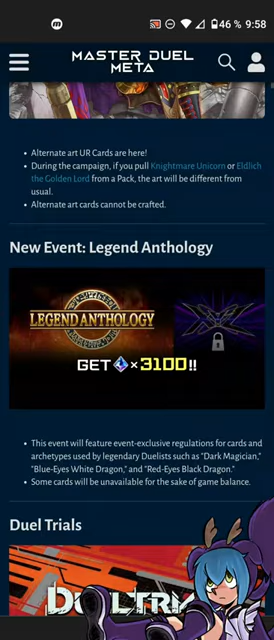 46 % 9:58
MASTER DUEL
META
Alternate art UR Cards are here!
During the campaign, if you pull Knightmare Unicorn or Eldlich
the Golden Lord from a Pack, the art will be different from
usual.
Alternate art cards cannot be crafted.
New Event: Legend Anthology
LEGEND ANTHOLOGY
GET ×3100!!
This event will feature event-exclusive regulations for cards and
archetypes used by legendary Duelists such as "Dark Magician,"
"Blue-Eyes White Dragon," and "Red-Eyes Black Dragon."
Some cards will be unavailable for the sake of game balance.
Duel Trials